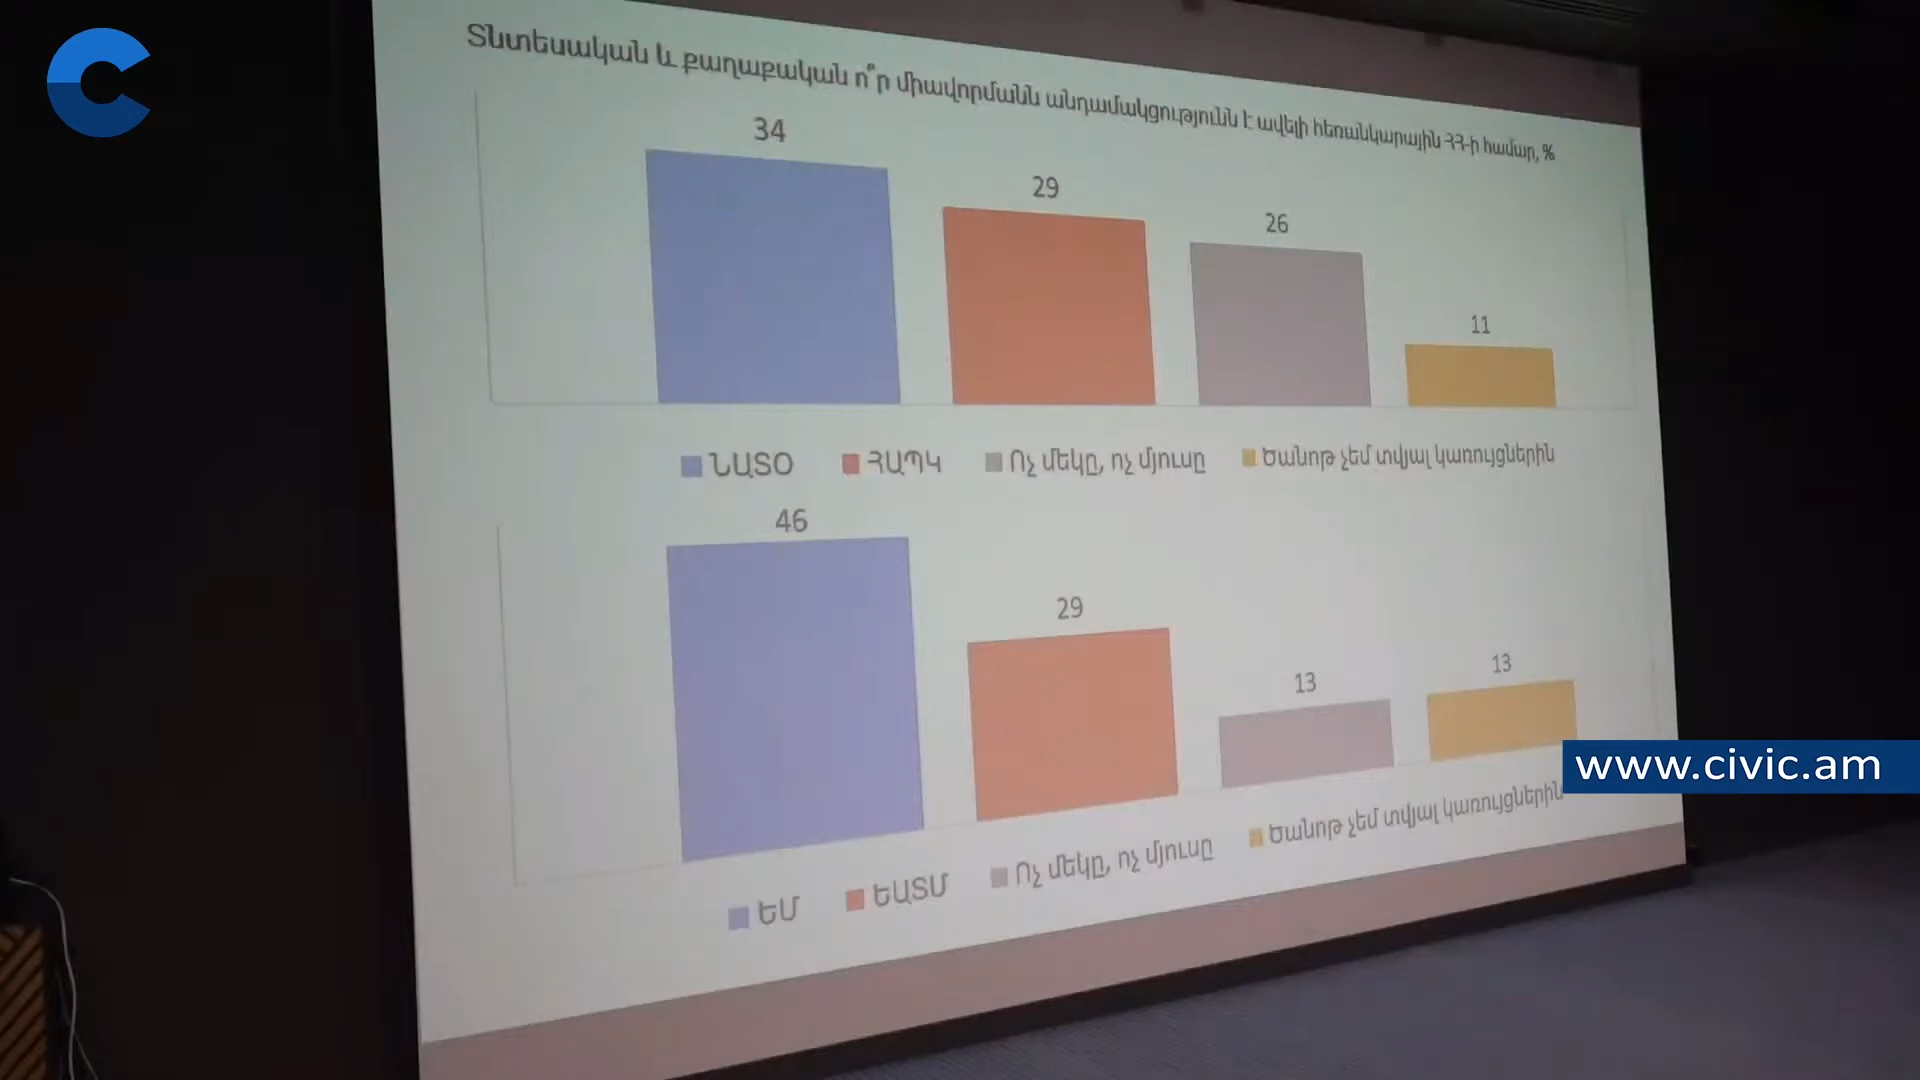 Տնտեսական և քաղաքական ո՞ր միավորմանն անդամակցությունն է ավելի հեռանկարային ՀՀ-ի համար, %
34
29
26
11
ՆԱՏՕ ՀԱՊԿ Ոչ մեկը, ոչ մյուսը Ծանոթ չեմ տվյալ կառույցներին
46
29
13
13
ԵՄ ԵԱՏՄ Ոչ մեկը, ոչ մյուսը Ծանոթ չեմ տվյալ կառույցներին
www.civic.am